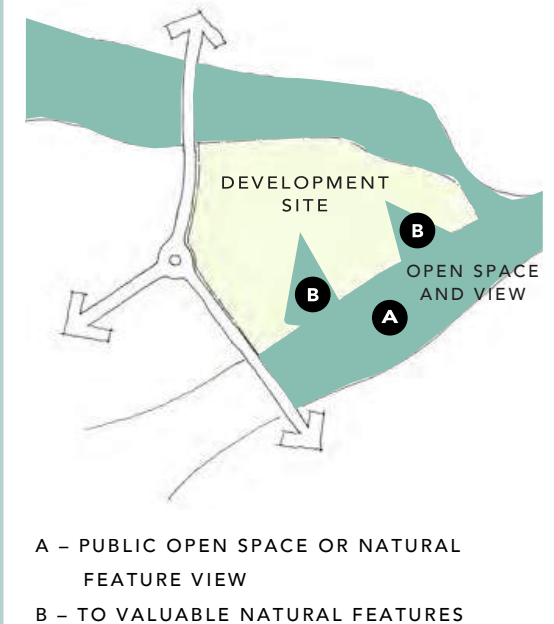 DEVELOPMENT
SITE
B
B
OPEN SPACE
AND VIEW
A
A – PUBLIC OPEN SPACE OR NATURAL
FEATURE VIEW
B – TO VALUABLE NATURAL FEATURES